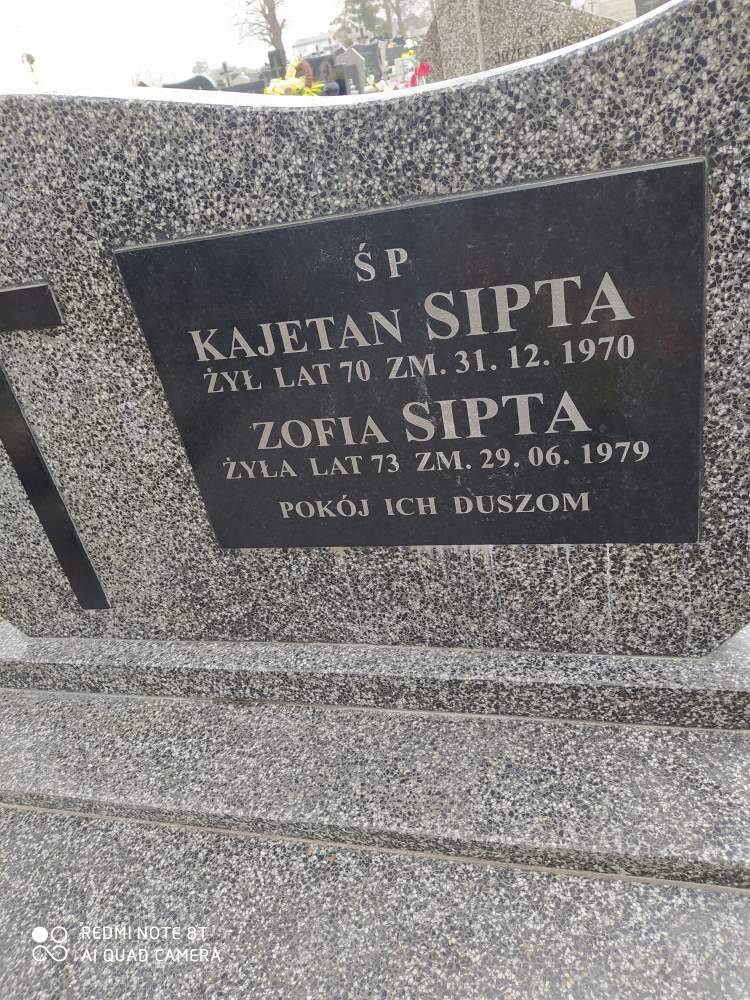 Ś P
KAJETAN SIPTA
ŻYŁ LAT 70 ZM. 31. 12. 1970
ZOFIA SIPTA
ŻYŁA LAT 73 ZM. 29. 06. 1979
POKÓJ ICH DUSZOM
REDMI NOTE 8T
AI QUAD CAMERA